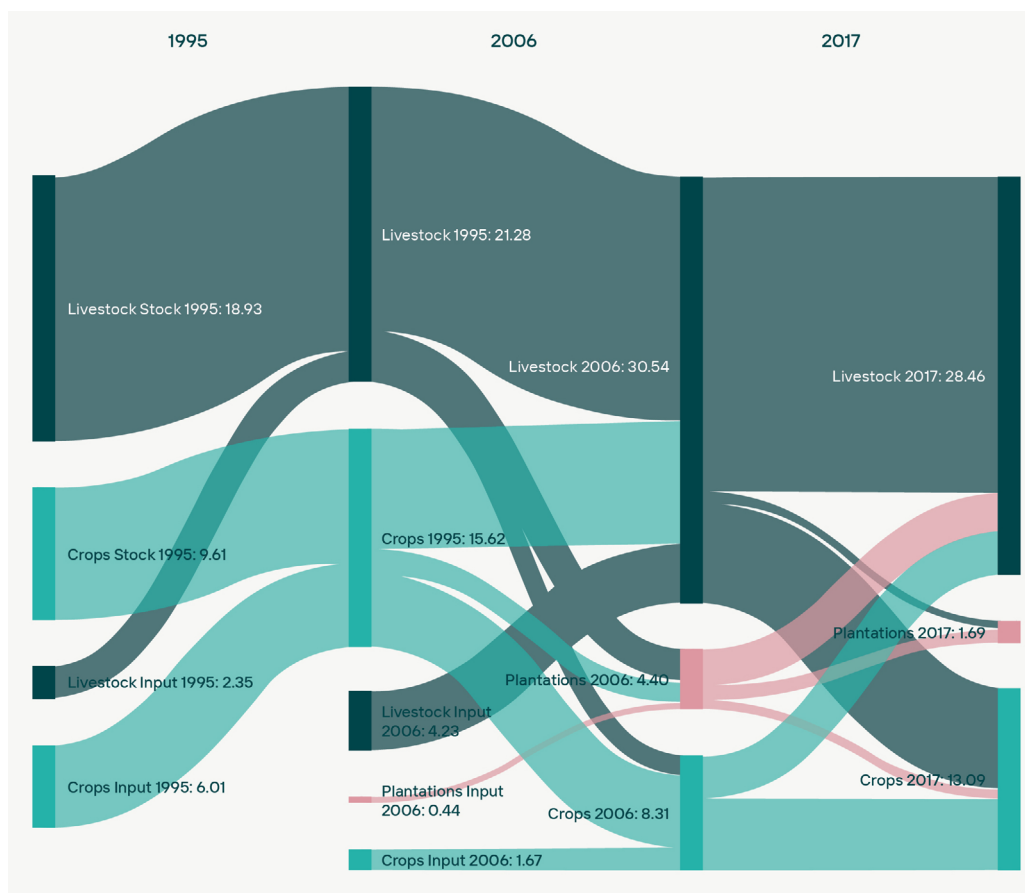 1995
2006
2017
Livestock Stock 1995: 18.93
Crops Stock 1995: 9.61
Livestock Input 1995: 2.35
Crops Input 1995: 6.01
Livestock 1995: 21.28
Crops 1995: 15.62
Livestock Input
2006: 4.23
Plantations Input
2006: 0.44
Crops Input 2006: 1.67
Livestock 2006: 30.54
Plantations 2006: 4.40
Crops 2006: 8.31
Livestock 2017: 28.46
Plantations 2017: 1.69
Crops 2017: 13.09